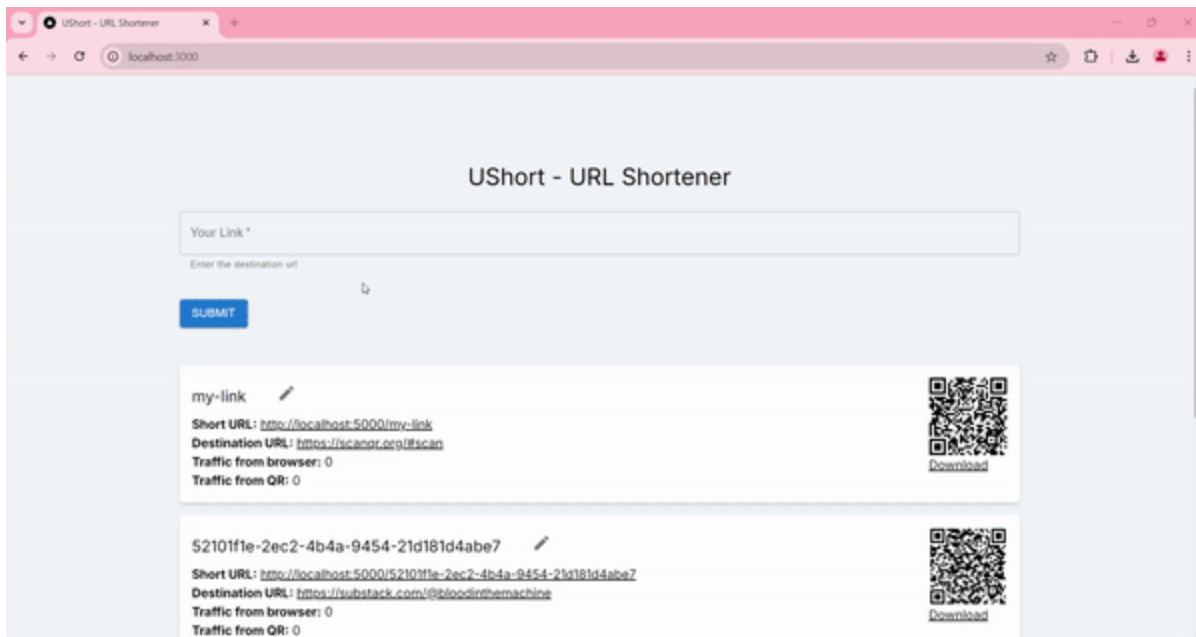 UShort - URL Shortener
localhost:3000
UShort - URL Shortener
Your Link *
Enter the destination url
SUBMIT
my-link
Short URL: http://localhost:5000/my-link
Destination URL: https://scanqr.org/#scan
Traffic from browser: 0
Traffic from QR: 0
Download
52101f1e-2ec2-4b4a-9454-21d181d4abe7
Short URL: http://localhost:5000/52101f1e-2ec2-4b4a-9454-21d181d4abe7
Destination URL: https://substack.com/@bloodinthemachine
Traffic from browser: 0
Traffic from QR: 0
Download